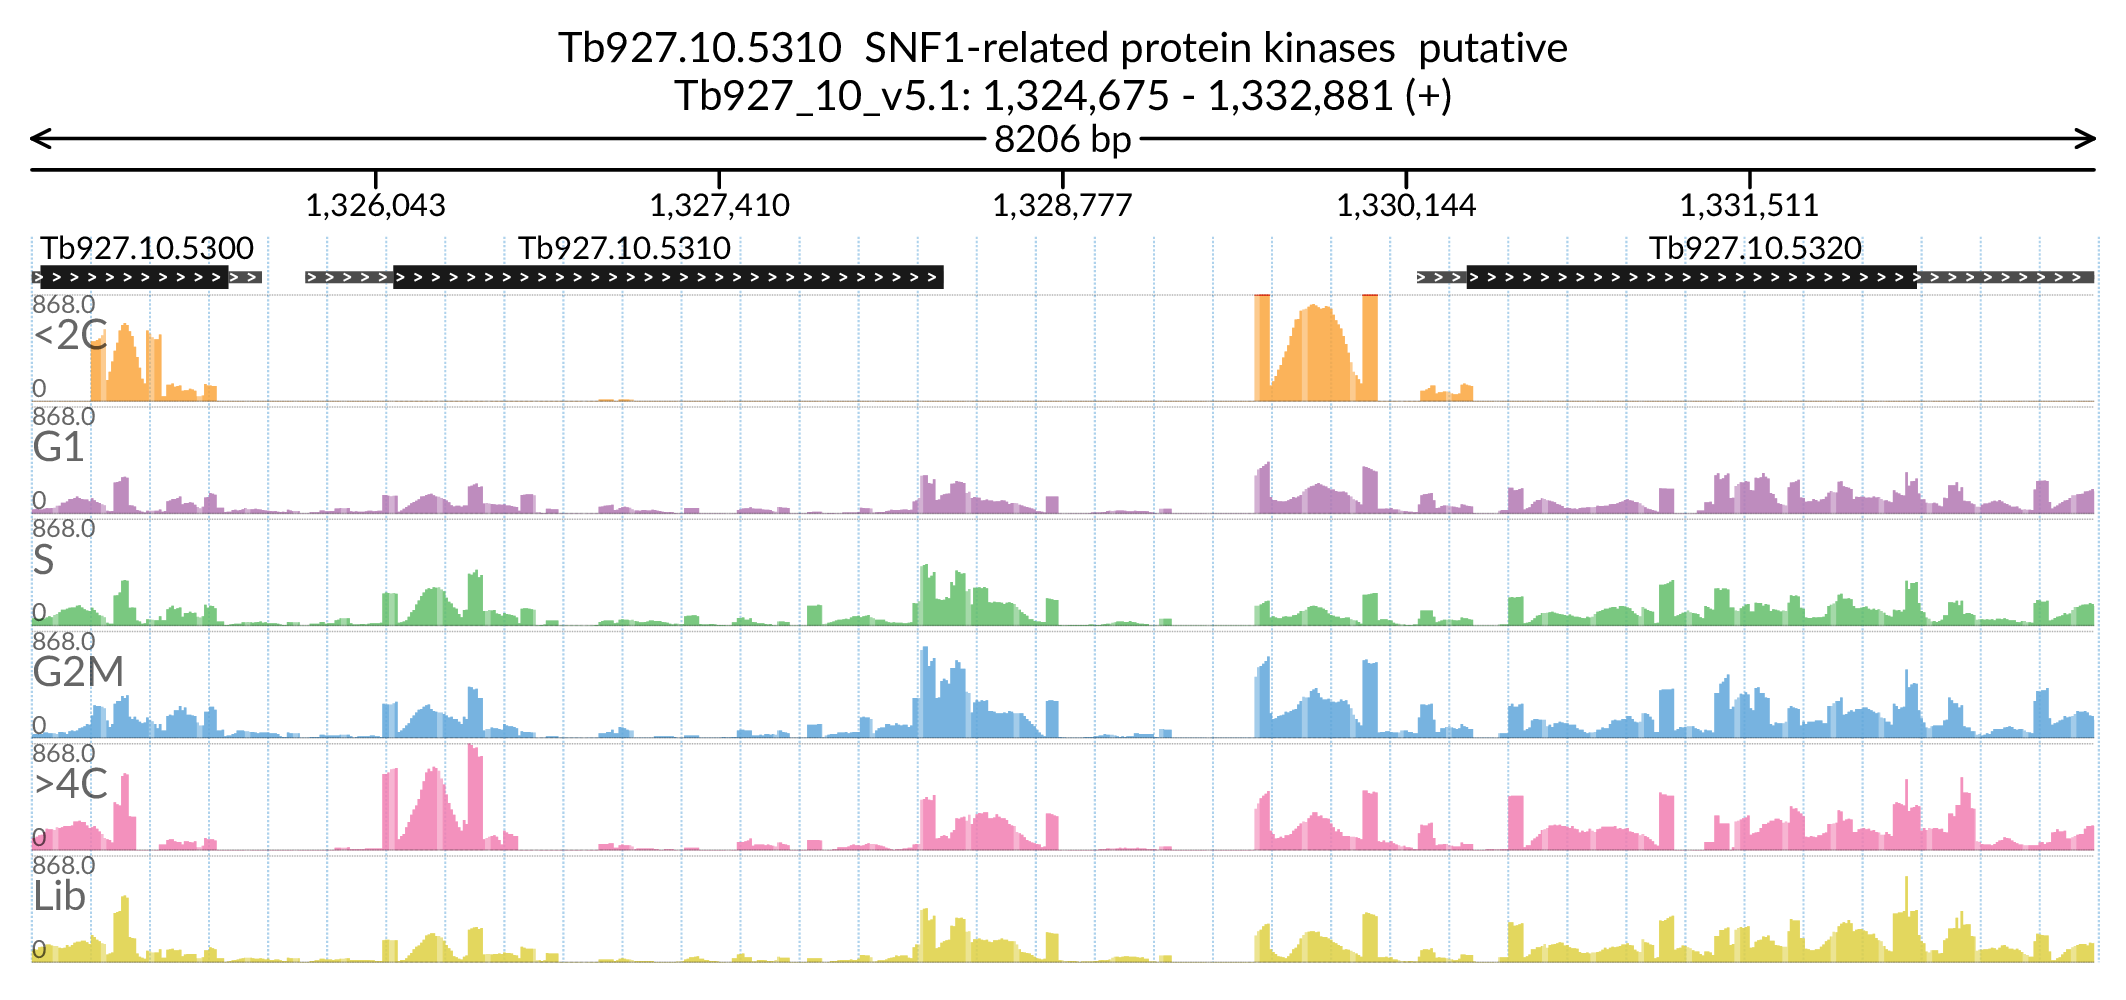 Tb927.10.5310  SNF1-related protein kinases  putative
Tb927_10_v5.1: 1,324,675 - 1,332,881 (+)
8206 bp
1,326,043 1,327,410 1,328,777 1,330,144 1,331,511
Tb927.10.5300 Tb927.10.5310 Tb927.10.5320
868.0
<2C
0
868.0
G1
0
868.0
S
0
868.0
G2M
0
868.0
>4C
0
868.0
Lib
0